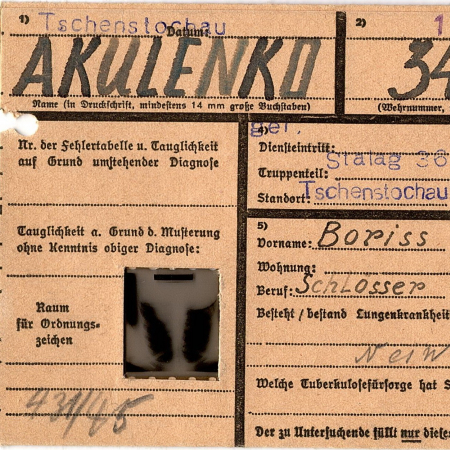 1) Tschenstochau
Datum:
AKULENKO
Name (in Druckschrift, mindestens 14 mm große Buchstaben)
2) 1
34
(Wehrnummer,
Nr. der Fehlertabelle u. Tauglichkeit
auf Grund umstehender Diagnose
Tauglichkeit a. Grund d. Musterung
ohne Kenntnis obiger Diagnose:
Raum
für Ordnungs-
zeichen
431/45
gef.
Diensteintritt:
Stalag 36
Truppenteil:
Standort: Tschenstochau
5)
Vorname: Boriss
Wohnung:
Beruf: Schlosser
Besteht / bestand Lungenkrankheit
Nein
Welche Tuberkulosefürsorge hat S
Der zu Untersuchende füllt nur diese